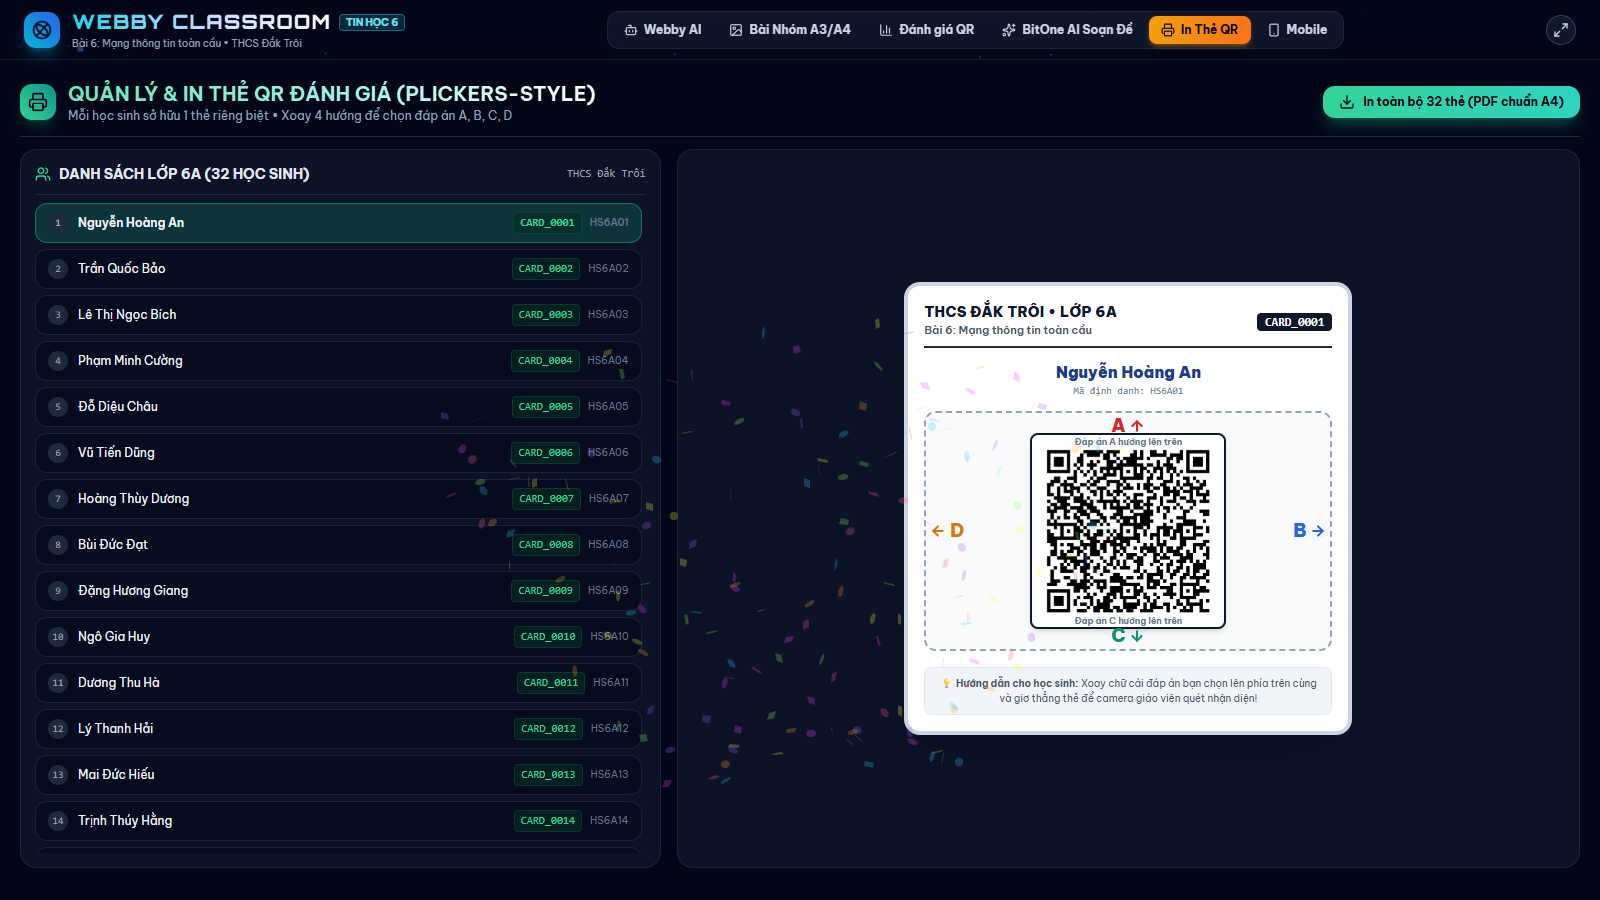 WEBBY CLASSROOM TIN HỌC 6
Bài 6: Mạng thông tin toàn cầu • THCS Đắk Trôi
Webby AI
Bài Nhóm A3/A4
Đánh giá QR
BitOne AI Soạn Đề
In Thẻ QR
Mobile
QUẢN LÝ & IN THẺ QR ĐÁNH GIÁ (PLICKERS-STYLE)
Mỗi học sinh sở hữu 1 thẻ riêng biệt • Xoay 4 hướng để chọn đáp án A, B, C, D
In toàn bộ 32 thẻ (PDF chuẩn A4)
DANH SÁCH LỚP 6A (32 HỌC SINH) THCS Đắk Trôi
1 Nguyễn Hoàng An CARD_0001 HS6A01
2 Trần Quốc Bảo CARD_0002 HS6A02
3 Lê Thị Ngọc Bích CARD_0003 HS6A03
4 Phạm Minh Cường CARD_0004 HS6A04
5 Đỗ Diệu Châu CARD_0005 HS6A05
6 Vũ Tiến Dũng CARD_0006 HS6A06
7 Hoàng Thùy Dương CARD_0007 HS6A07
8 Bùi Đức Đạt CARD_0008 HS6A08
9 Đặng Hương Giang CARD_0009 HS6A09
10 Ngô Gia Huy CARD_0010 HS6A10
11 Dương Thu Hà CARD_0011 HS6A11
12 Lý Thanh Hải CARD_0012 HS6A12
13 Mai Đức Hiếu CARD_0013 HS6A13
14 Trịnh Thúy Hằng CARD_0014 HS6A14
THCS ĐẮK TRÔI • LỚP 6A
Bài 6: Mạng thông tin toàn cầu
CARD_0001
Nguyễn Hoàng An
Mã định danh: HS6A01
A ↑
Đáp án A hướng lên trên
← D
B →
Đáp án C hướng lên trên
C ↓
💡 Hướng dẫn cho học sinh: Xoay chữ cái đáp án bạn chọn lên phía trên cùng
và giơ thẳng thẻ để camera giáo viên quét nhận diện!